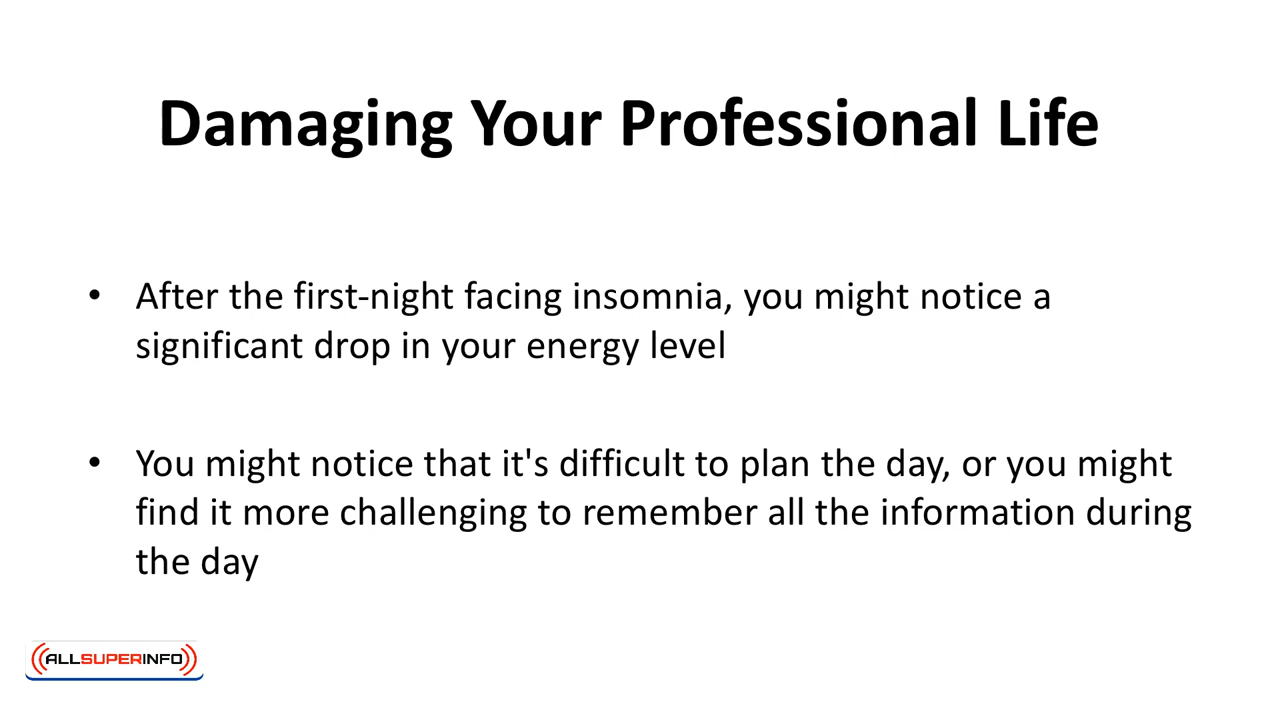 Damaging Your Professional Life
• After the first-night facing insomnia, you might notice a
significant drop in your energy level
• You might notice that it's difficult to plan the day, or you might
find it more challenging to remember all the information during
the day
ALLSUPERINFO